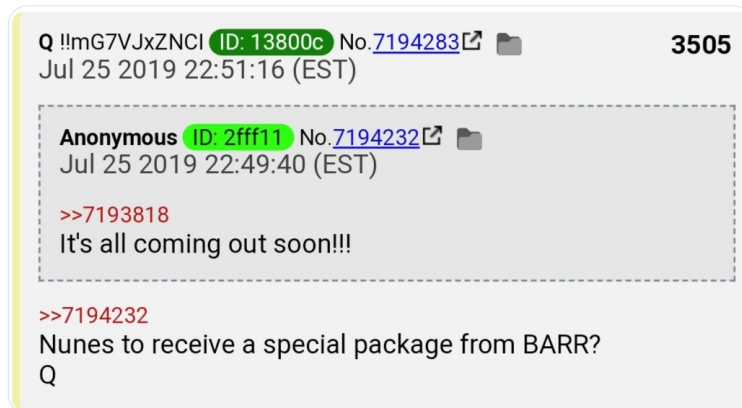 Q !!mG7VJxZNCI ID: 13800c No.7194283 3505
Jul 25 2019 22:51:16 (EST)
Anonymous ID: 2fff11 No.7194232
Jul 25 2019 22:49:40 (EST)
>>7193818
It's all coming out soon!!!
>>7194232
Nunes to receive a special package from BARR?
Q